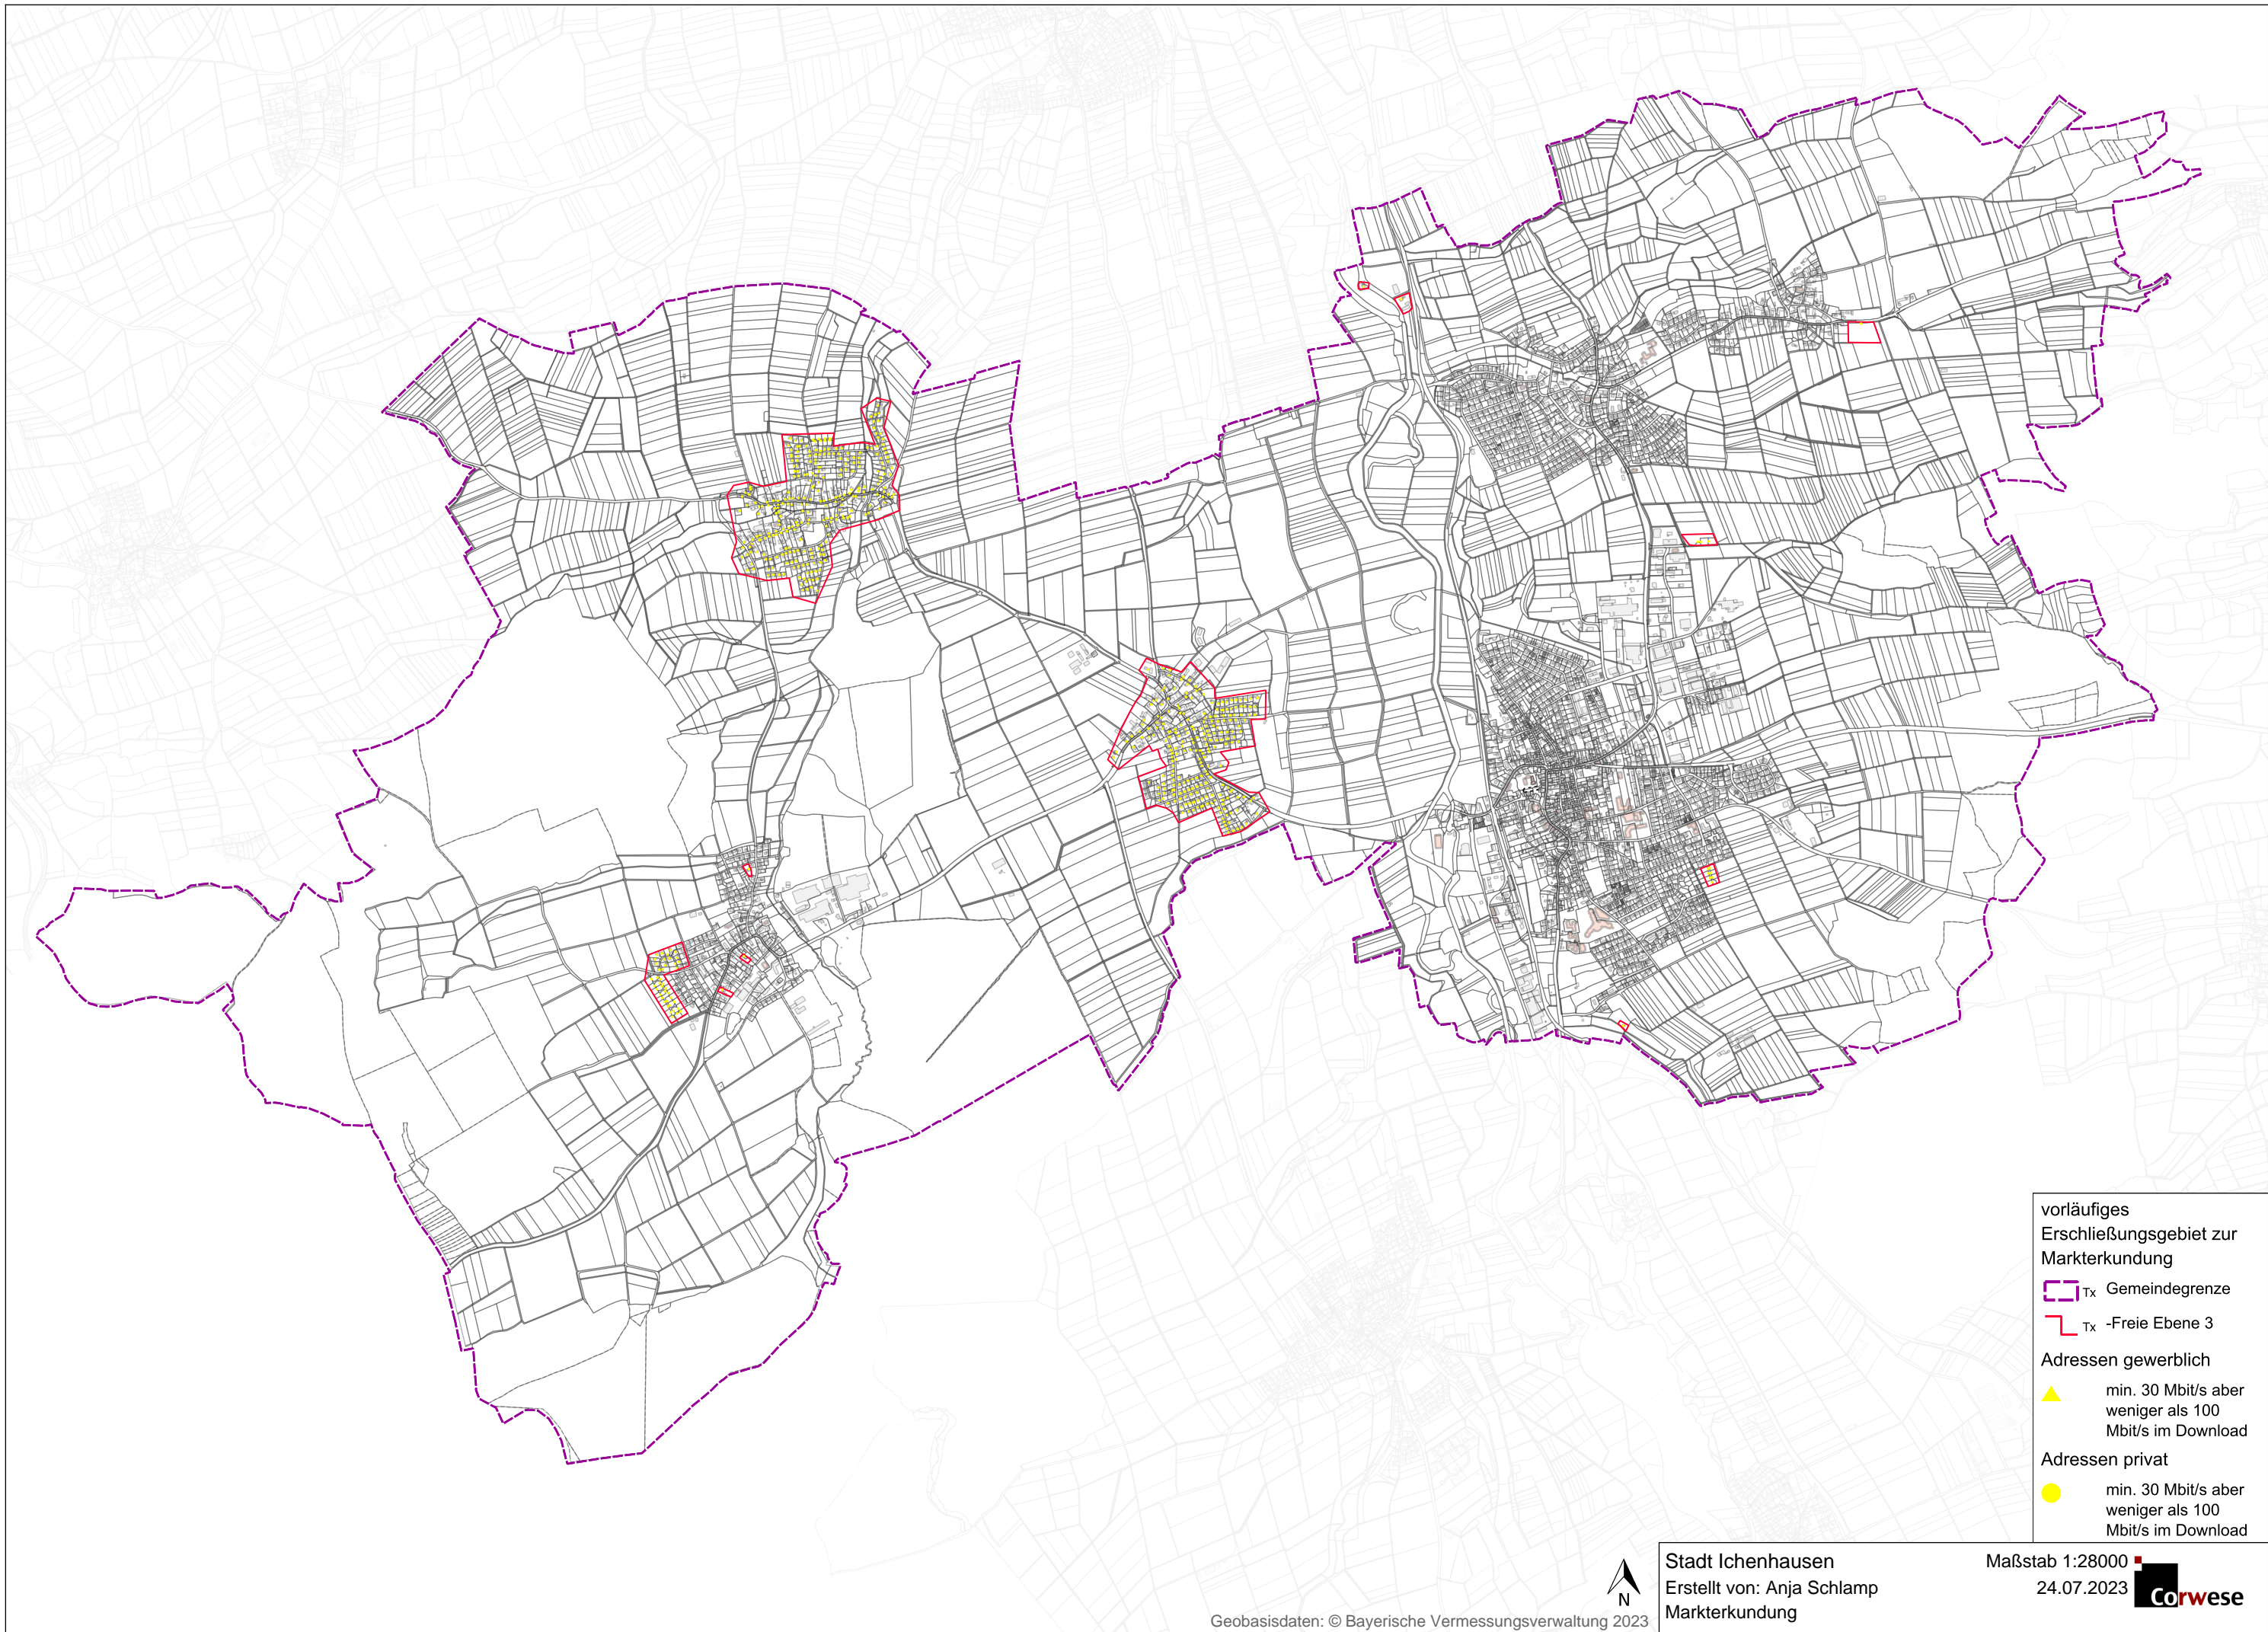 vorläufiges
Erschließungsgebiet zur
Markterkundung
Tx Gemeindegrenze
Tx -Freie Ebene 3
Adressen gewerblich
min. 30 Mbit/s aber
weniger als 100
Mbit/s im Download
Adressen privat
min. 30 Mbit/s aber
weniger als 100
Mbit/s im Download
N
Geobasisdaten: © Bayerische Vermessungsverwaltung 2023
Stadt Ichenhausen
Erstellt von: Anja Schlamp
Markterkundung
Maßstab 1:28000
24.07.2023
Corwese